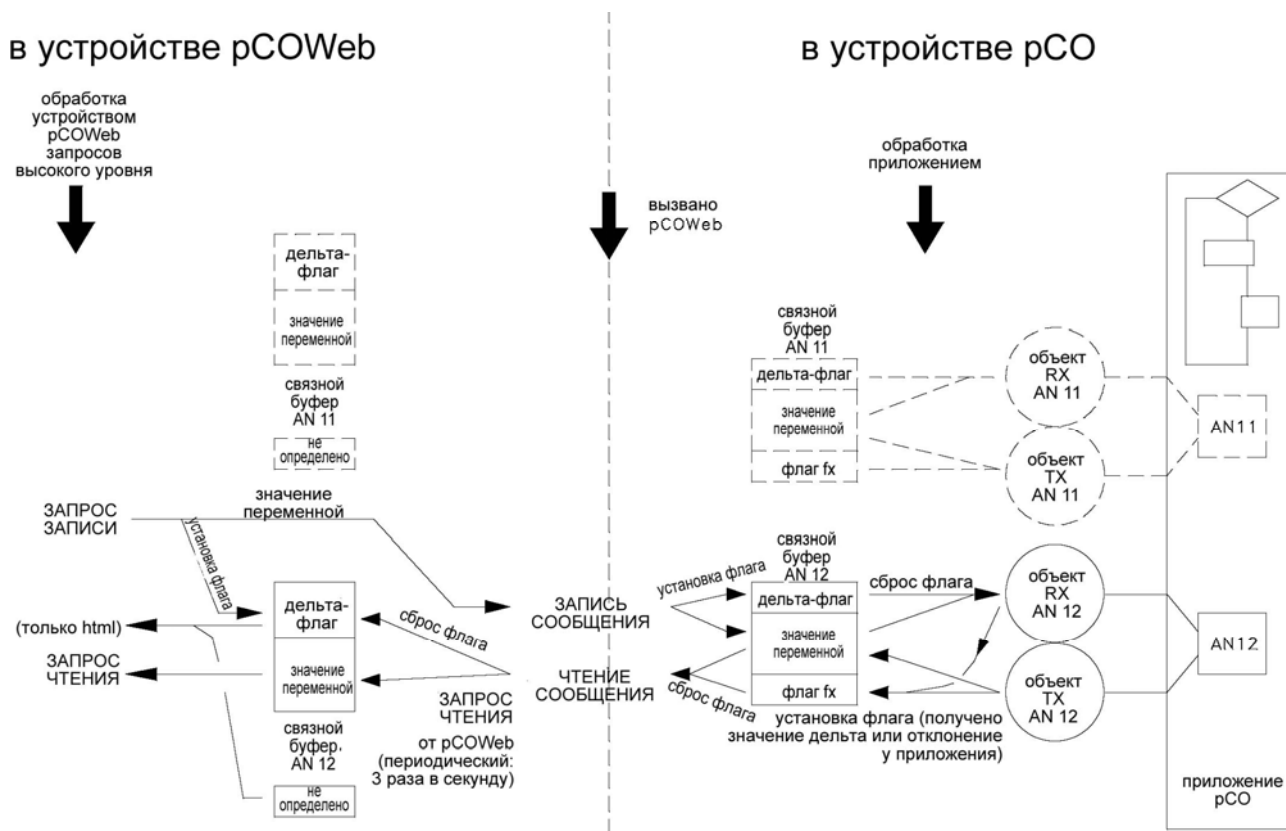 в устройстве pCOWeb
в устройстве pCO
обработка
устройством
pCOWeb
запросов
высокого уровня
вызвано
pCOWeb
обработка
приложением
дельта-
флаг
значение
переменной
связной
буфер
AN 11
не
определено
связной
буфер
AN 11
дельта-флаг
значение
переменной
флаг fx
объект
RX
AN 11
объект
TX
AN 11
AN11
ЗАПРОС
ЗАПИСИ
значение
переменной
установка флага
(только html)
ЗАПРОС
ЧТЕНИЯ
дельта-
флаг
значение
переменной
связной
буфер.
AN 12
не
определено
сброс флага
ЗАПРОС
ЧТЕНИЯ
от pCOWeb
(периодический:
3 раза в секунду)
ЗАПИСЬ
СООБЩЕНИЯ
ЧТЕНИЕ
СООБЩЕНИЯ
установка флага
сброс флага
связной
буфер
AN 12
дельта-флаг
значение
переменной
флаг fx
сброс флага
установка флага (получено
значение дельта или отклонение
у приложения)
объект
RX
AN 12
объект
TX
AN 12
AN12
приложение
pCO